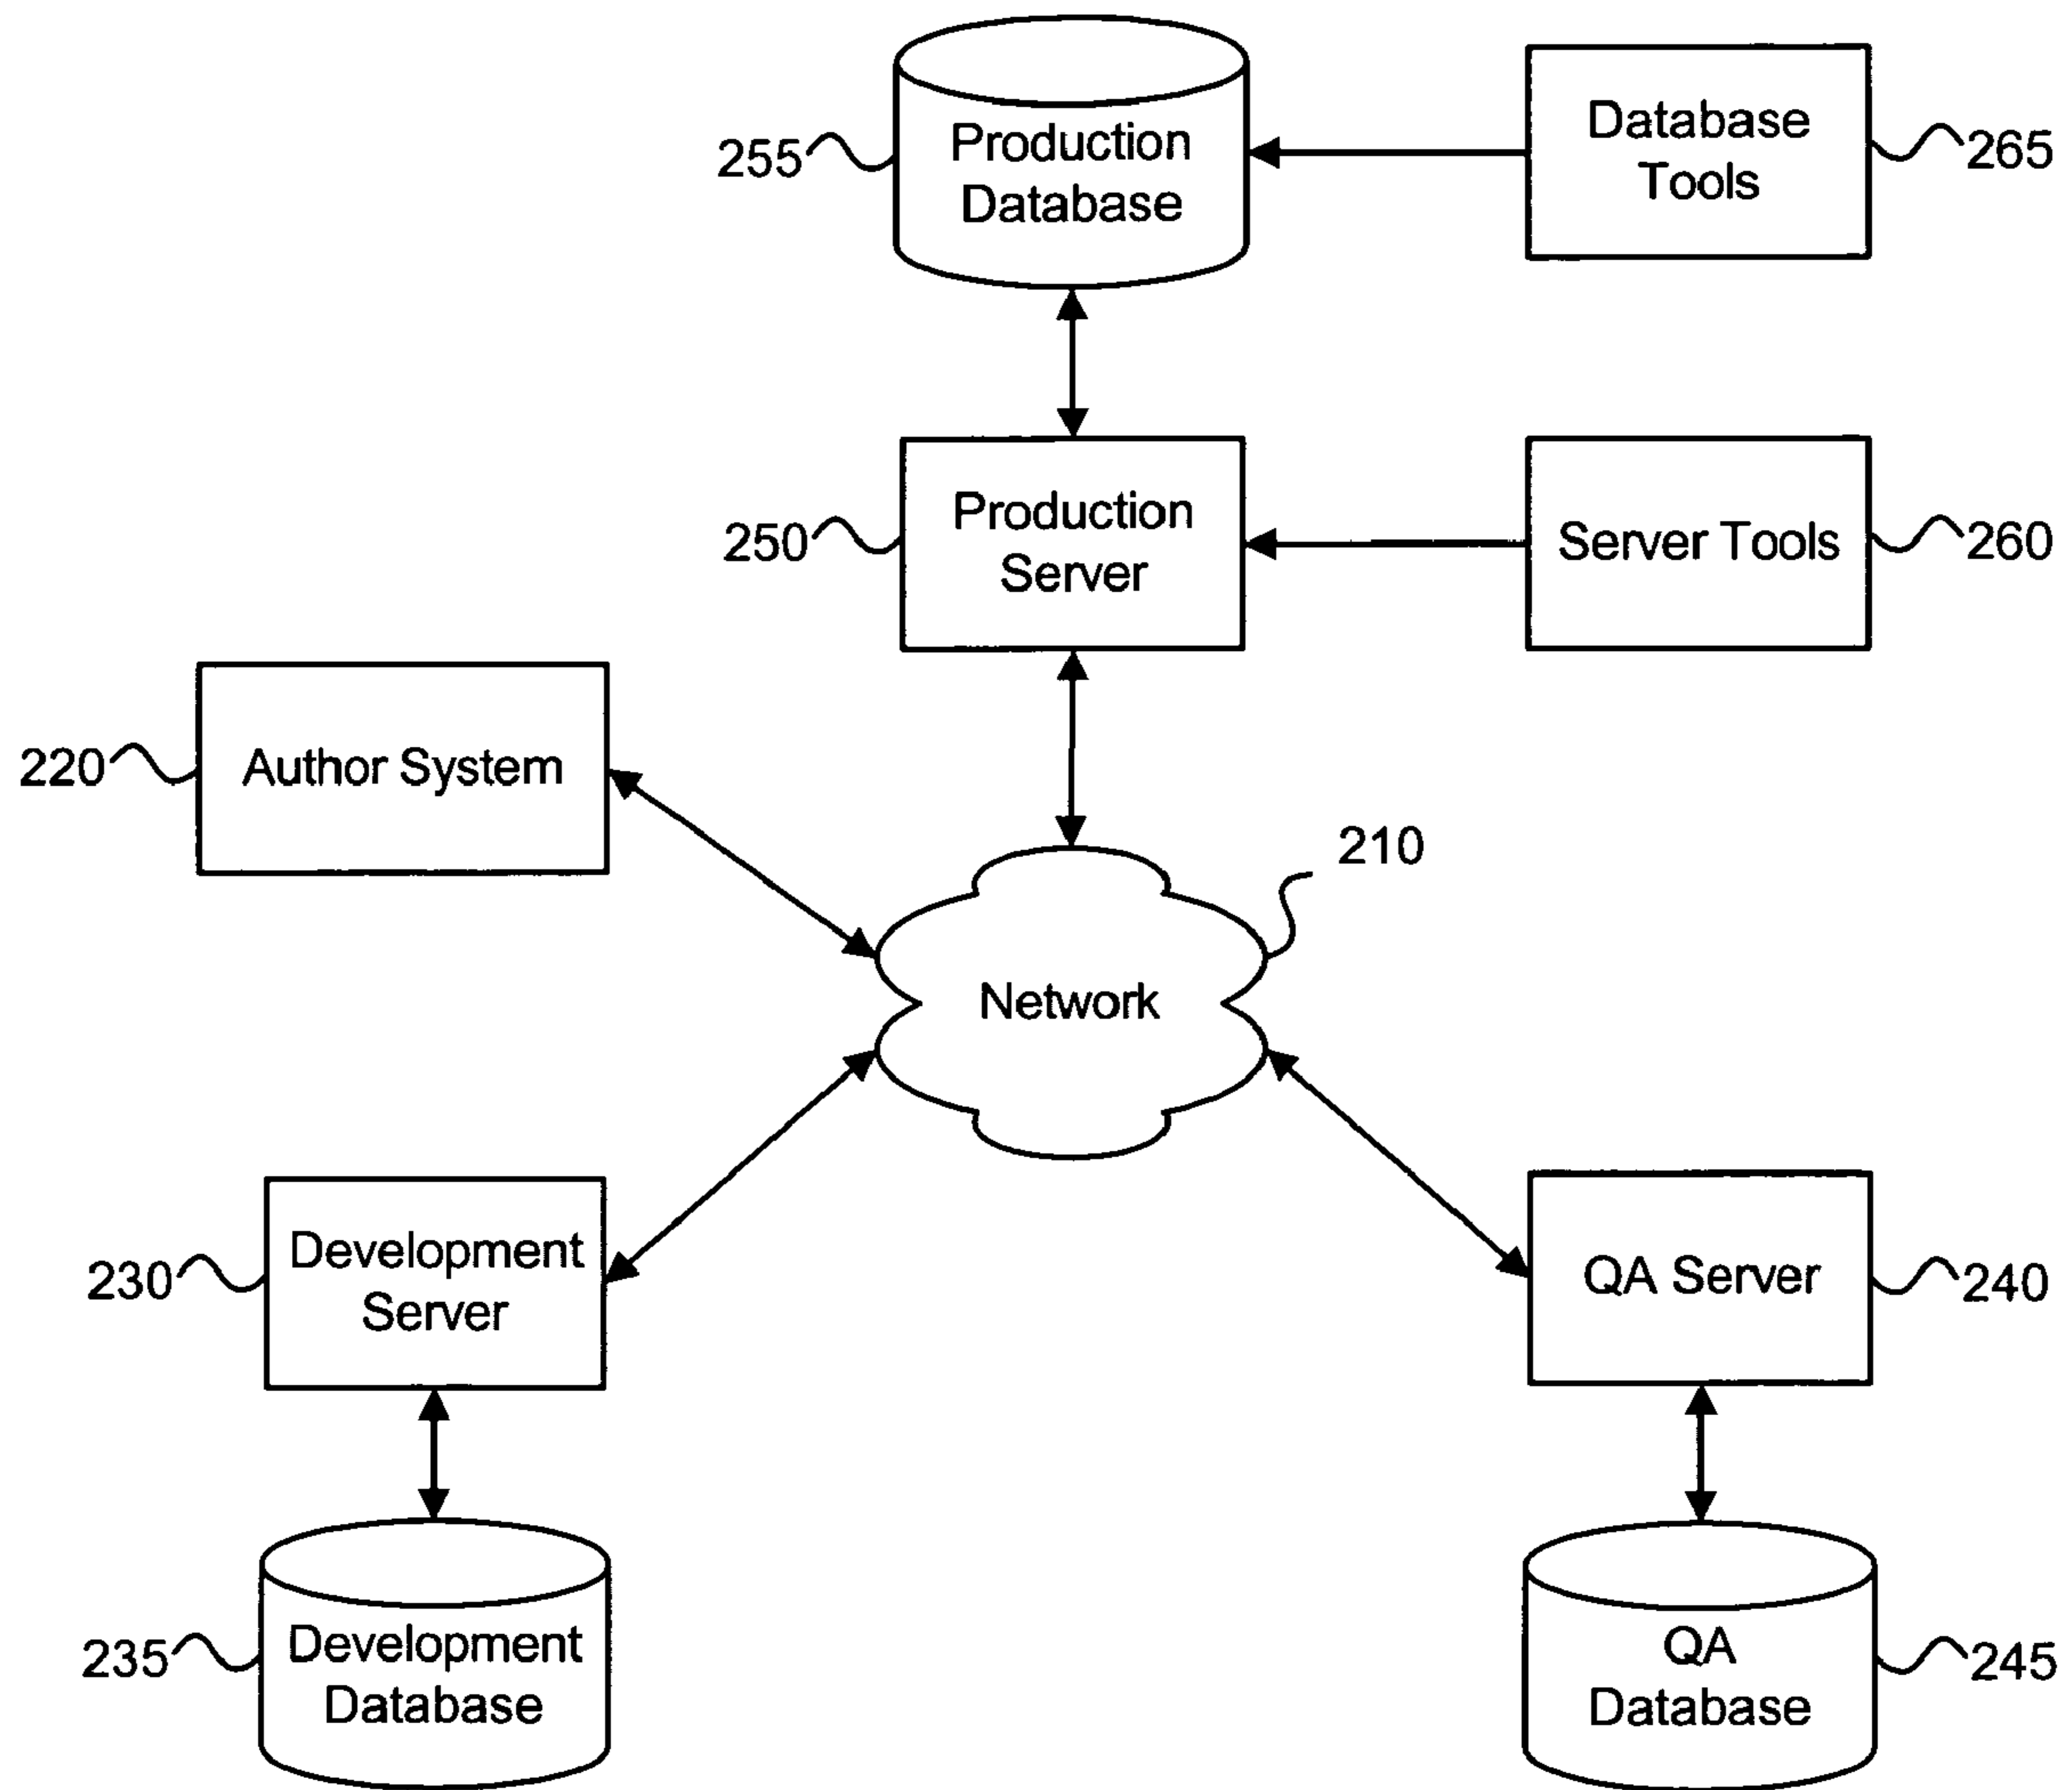 255
Production
Database
Database
Tools
265
250
Production
Server
Server Tools
260
220
Author System
210
Network
230
Development
Server
QA Server
240
235
Development
Database
QA
Database
245